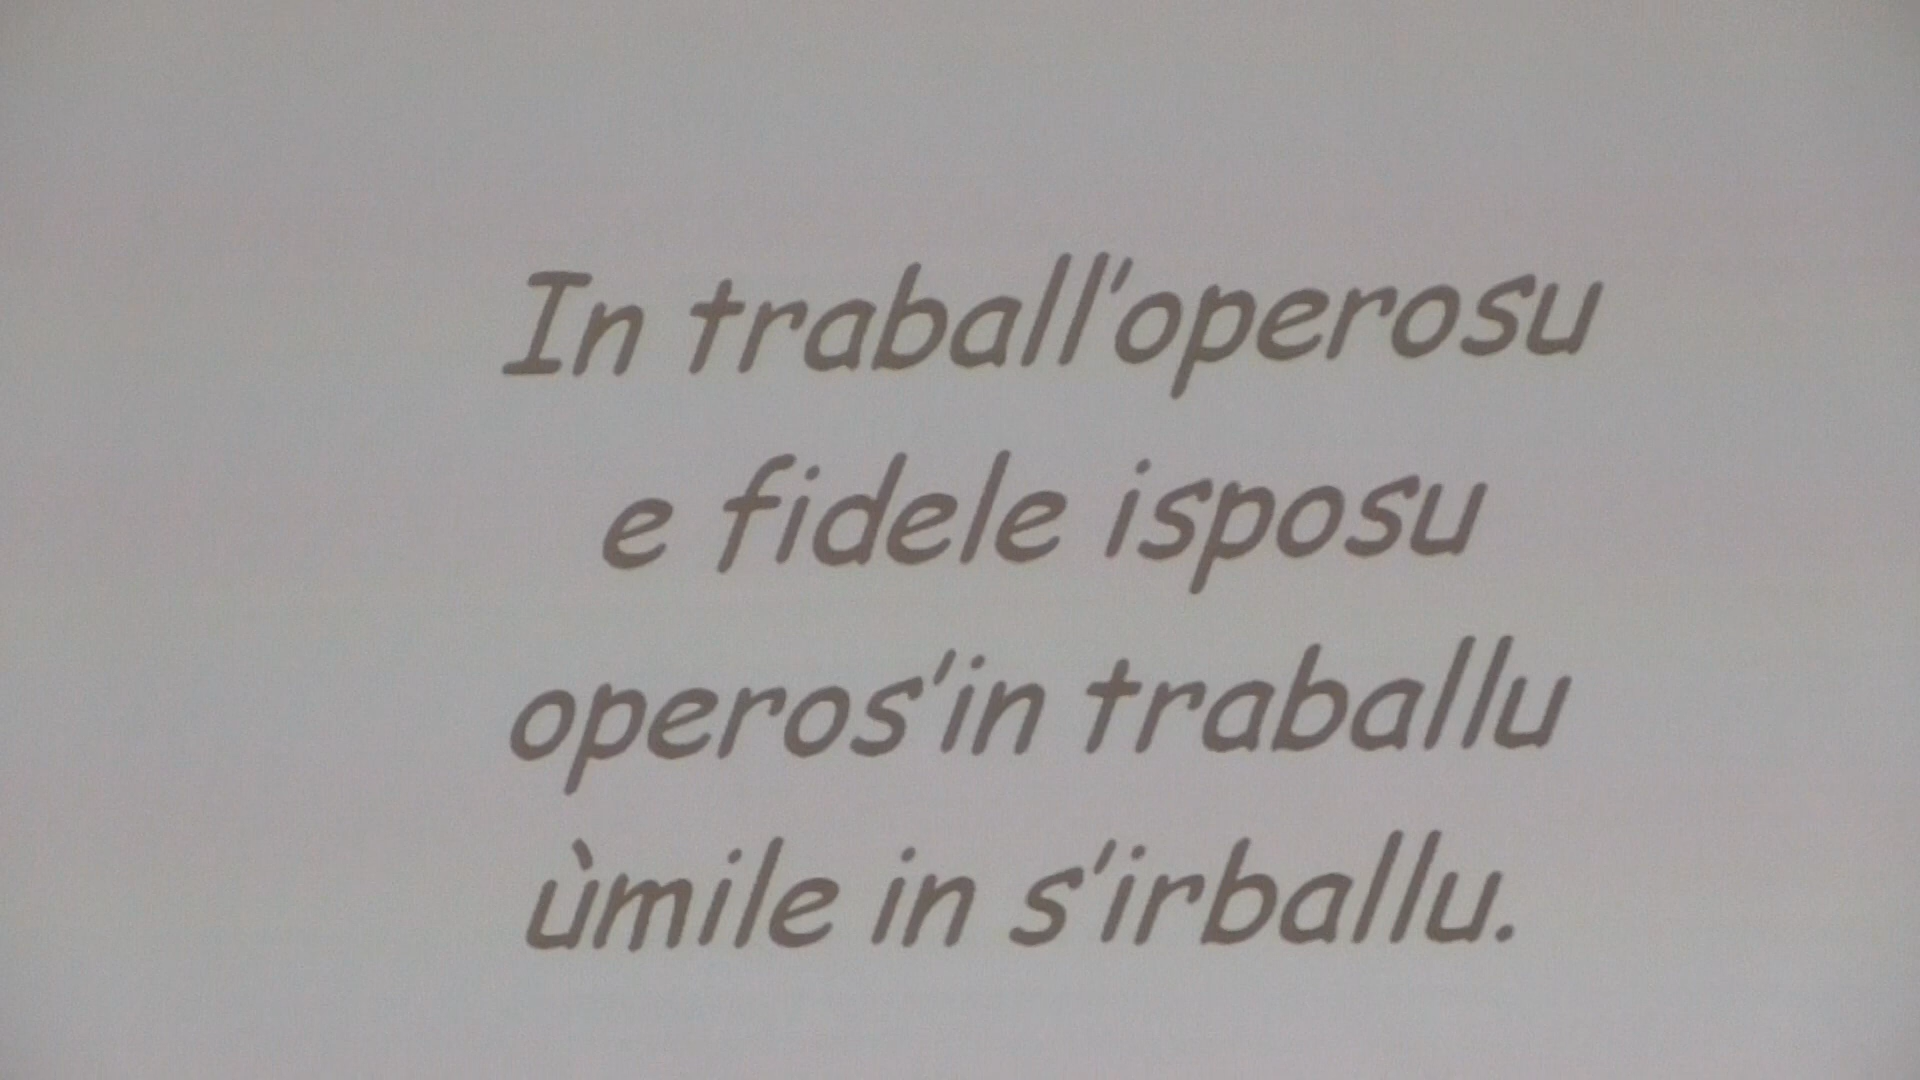 In traball'operosu
e fidele isposu
operos'in traballu
ùmile in s'irballu.